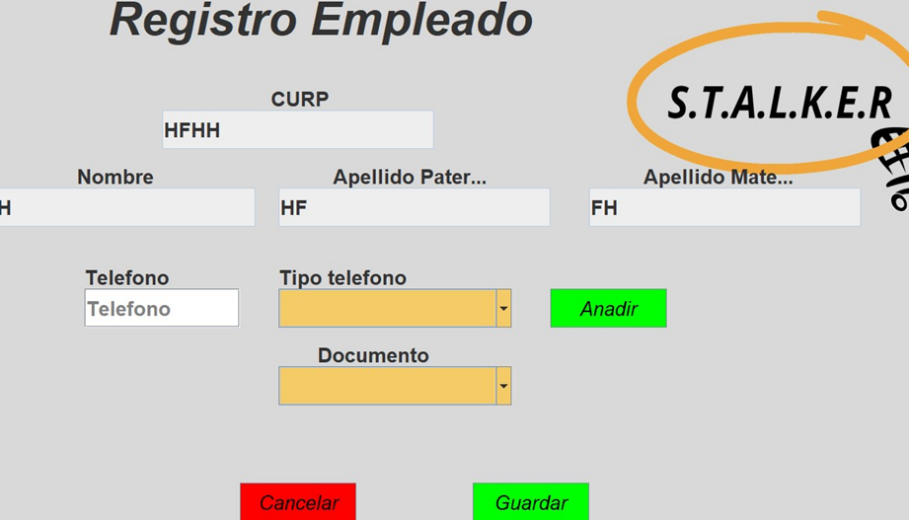 Registro Empleado
S.T.A.L.K.E.R
CURP
HFHH
Nombre
Apellido Pater...
Apellido Mate...
H
HF
FH
Telefono
Tipo telefono
Telefono
Anadir
Documento
Cancelar
Guardar